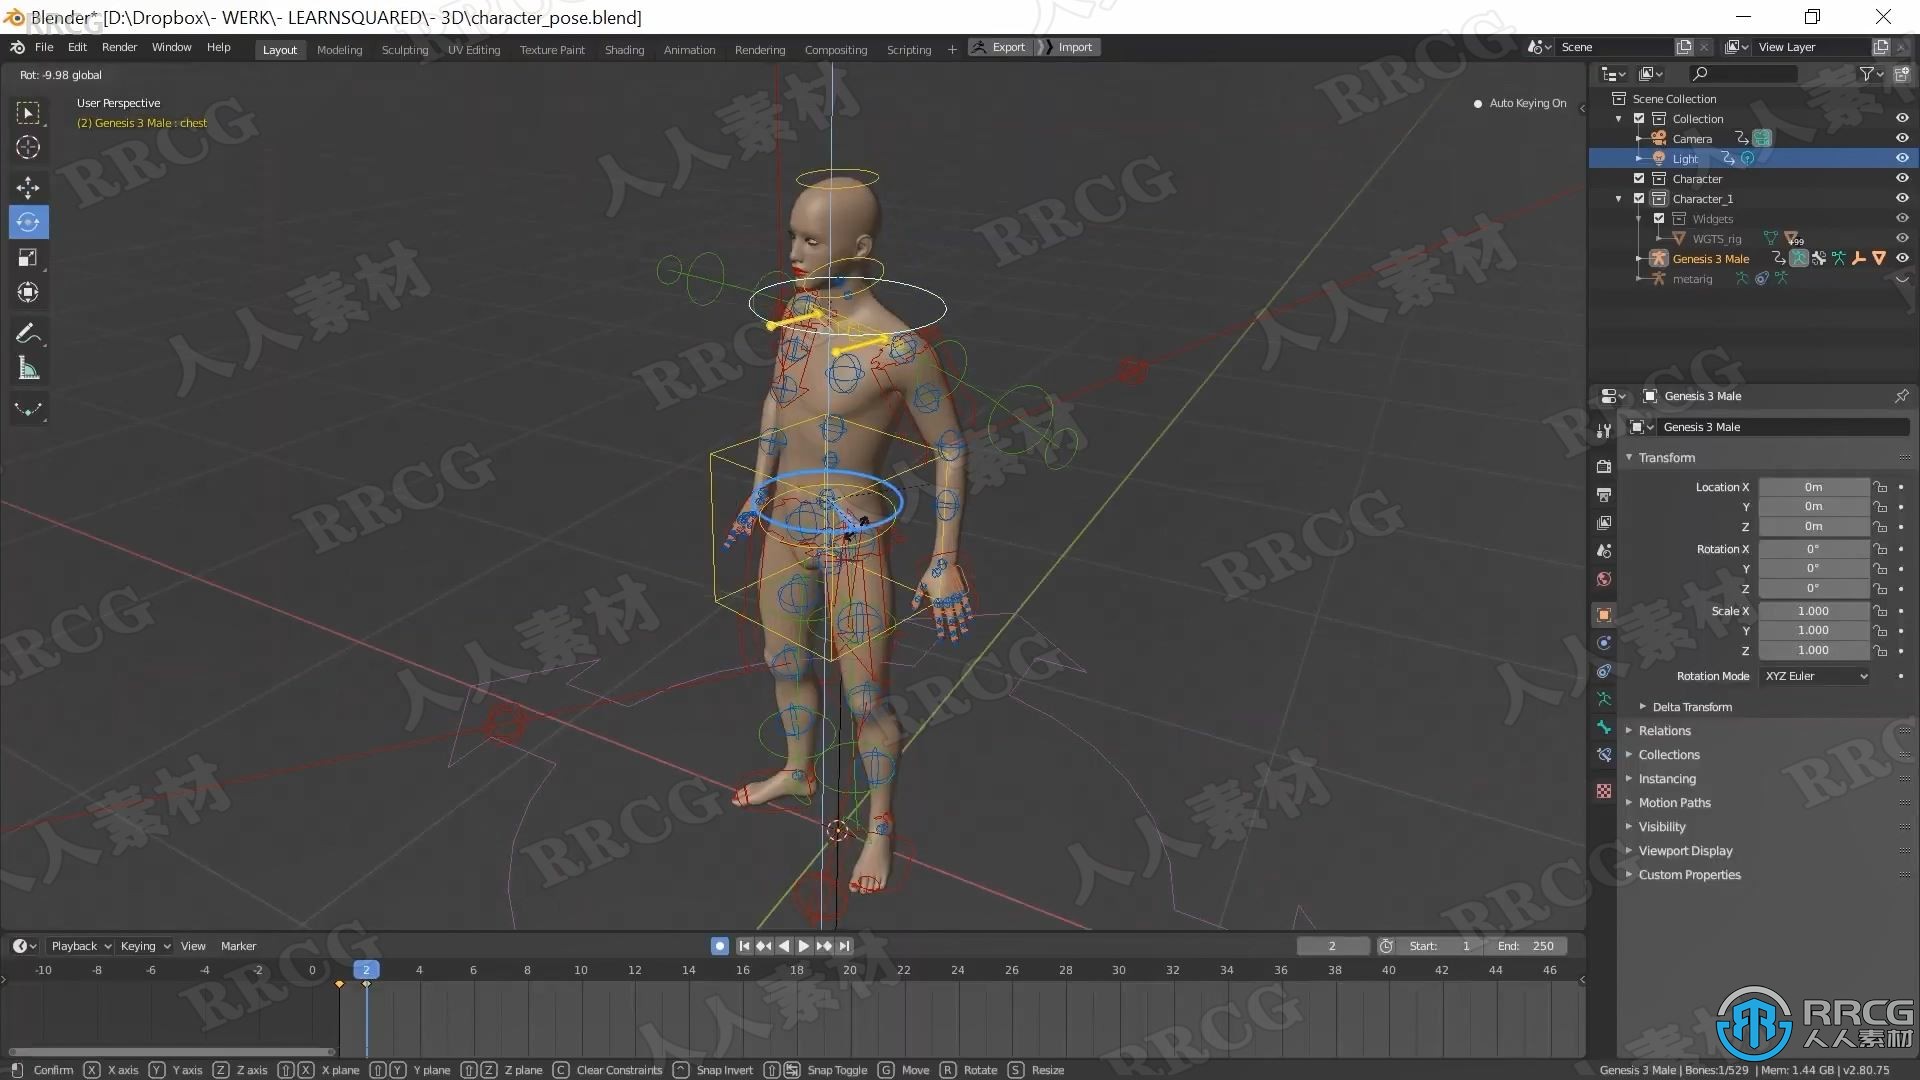 Blender* [D:\Dropbox\- WERK\- LEARNSQUARED\- 3D\character_pose.blend]
File Edit Render Window Help Layout Modeling Sculpting UV Editing Texture Paint Shading Animation Rendering Compositing Scripting + Export Import Scene View Layer
Rot: -9.98 global
User Perspective
(2) Genesis 3 Male : chest
Auto Keying On
Scene Collection
Collection
Camera
Light
Character
Character_1
Widgets
WGTS_rig
+99
Genesis 3 Male
metarig
Genesis 3 Male
Genesis 3 Male
Transform
Location X 0m
Y 0m
Z 0m
Rotation X 0°
Y 0°
Z 0°
Scale X 1.000
Y 1.000
Z 1.000
Rotation Mode XYZ Euler
Delta Transform
Relations
Collections
Instancing
Motion Paths
Visibility
Viewport Display
Custom Properties
Playback Keying View Marker 2 Start: 1 End: 250
-10 -8 -6 -4 -2 0 2 4 6 8 10 12 14 16 18 20 22 24 26 28 30 32 34 36 38 40 42 44 46
Confirm X X axis Y Y axis Z Z axis X X plane Y Y plane Z Z plane C Clear Constraints Snap Invert Snap Toggle G Move R Rotate S Resize
Genesis 3 Male | Bones:1/529 | Mem: 1.44 GB | v2.80.75
RRCG
人人素材